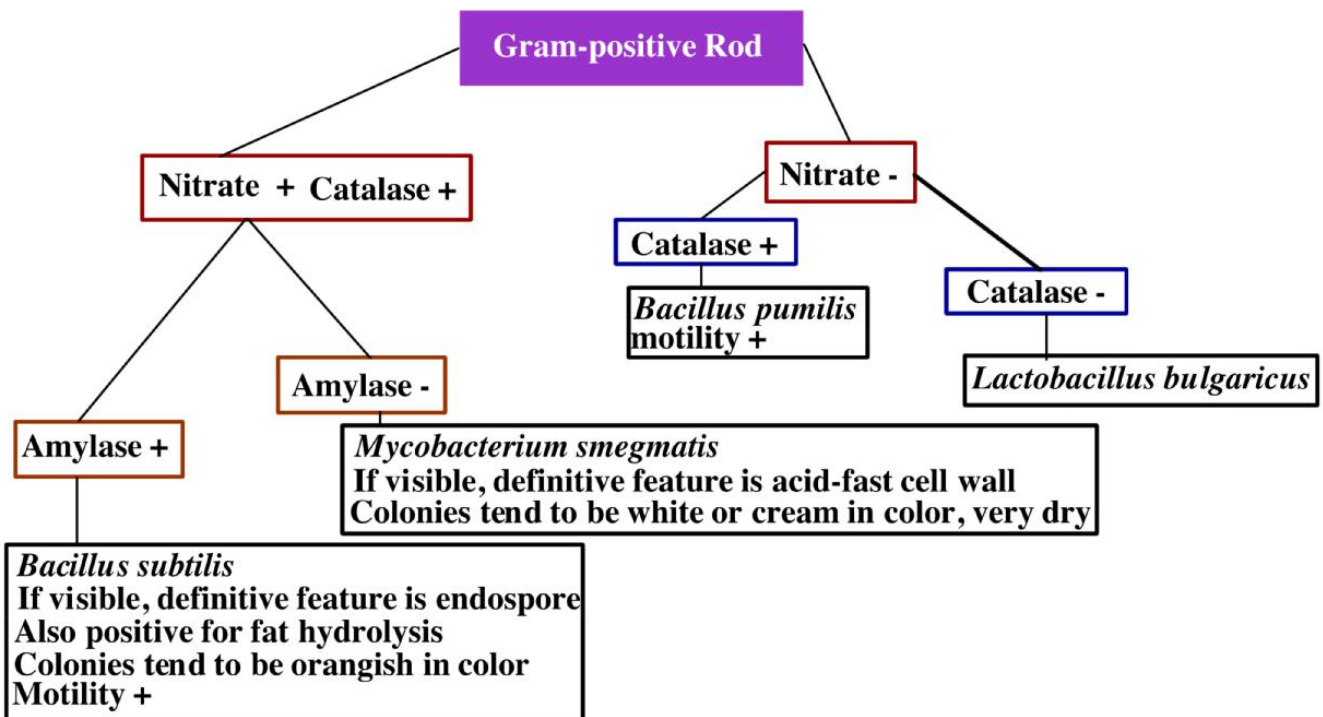 Gram-positive Rod
Nitrate + Catalase +
Nitrate -
Catalase +
Bacillus pumilis
motility +
Catalase -
Lactobacillus bulgaricus
Amylase -
Mycobacterium smegmatis
If visible, definitive feature is acid-fast cell wall
Colonies tend to be white or cream in color, very dry
Amylase +
Bacillus subtilis
If visible, definitive feature is endospore
Also positive for fat hydrolysis
Colonies tend to be orangish in color
Motility +